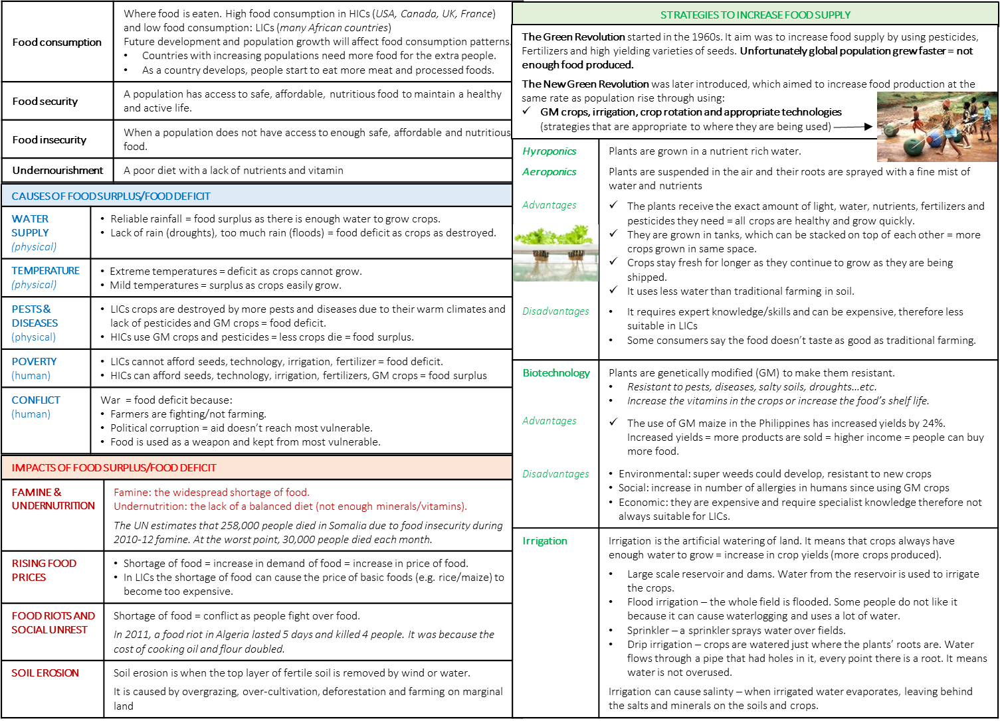 Food consumption
Where food is eaten. High food consumption in HICs (USA, Canada, UK, France)
and low food consumption: LICs (many African countries)
Future development and population growth will affect food consumption patterns.
• Countries with increasing populations need more food for the extra people.
• As a country develops, people start to eat more meat and processed foods.
Food security
A population has access to safe, affordable, nutritious food to maintain a healthy
and active life.
Food insecurity
When a population does not have access to enough safe, affordable and nutritious
food.
Undernourishment
A poor diet with a lack of nutrients and vitamin
CAUSES OF FOOD SURPLUS/FOOD DEFICIT
WATER
SUPPLY
(physical)
• Reliable rainfall = food surplus as there is enough water to grow crops.
• Lack of rain (droughts), too much rain (floods) = food deficit as crops as destroyed.
TEMPERATURE
(physical)
• Extreme temperatures = deficit as crops cannot grow.
• Mild temperatures = surplus as crops easily grow.
PESTS &
DISEASES
(physical)
• LICs crops are destroyed by more pests and diseases due to their warm climates and
lack of pesticides and GM crops = food deficit.
• HICs use GM crops and pesticides = less crops die = food surplus.
POVERTY
(human)
• LICs cannot afford seeds, technology, irrigation, fertilizer = food deficit.
• HICs can afford seeds, technology, irrigation, fertilizers, GM crops = food surplus
CONFLICT
(human)
War = food deficit because:
• Farmers are fighting/not farming.
• Political corruption = aid doesn't reach most vulnerable.
• Food is used as a weapon and kept from most vulnerable.
IMPACTS OF FOOD SURPLUS/FOOD DEFICIT
FAMINE &
UNDERNUTRITION
Famine: the widespread shortage of food.
Undernutrition: the lack of a balanced diet (not enough minerals/vitamins).
The UN estimates that 258,000 people died in Somalia due to food insecurity during
2010-12 famine. At the worst point, 30,000 people died each month.
RISING FOOD
PRICES
• Shortage of food = increase in demand of food = increase in price of food.
• In LICs the shortage of food can cause the price of basic foods (e.g. rice/maize) to
become too expensive.
FOOD RIOTS AND
SOCIAL UNREST
Shortage of food = conflict as people fight over food.
In 2011, a food riot in Algeria lasted 5 days and killed 4 people. It was because the
cost of cooking oil and flour doubled.
SOIL EROSION
Soil erosion is when the top layer of fertile soil is removed by wind or water.
It is caused by overgrazing, over-cultivation, deforestation and farming on marginal
land
STRATEGIES TO INCREASE FOOD SUPPLY
The Green Revolution started in the 1960s. It aim was to increase food supply by using pesticides,
Fertilizers and high yielding varieties of seeds. Unfortunately global population grew faster = not
enough food produced.
The New Green Revolution was later introduced, which aimed to increase food production at the
same rate as population rise through using:
✓ GM crops, irrigation, crop rotation and appropriate technologies
(strategies that are appropriate to where they are being used)
Hyroponics
Plants are grown in a nutrient rich water.
Aeroponics
Plants are suspended in the air and their roots are sprayed with a fine mist of
water and nutrients
Advantages
✓ The plants receive the exact amount of light, water, nutrients, fertilizers and
pesticides they need = all crops are healthy and grow quickly.
✓ They are grown in tanks, which can be stacked on top of each other = more
crops grown in same space.
✓ Crops stay fresh for longer as they continue to grow as they are being
shipped.
✓ It uses less water than traditional farming in soil.
Disadvantages
• It requires expert knowledge/skills and can be expensive, therefore less
suitable in LICs
• Some consumers say the food doesn't taste as good as traditional farming.
Biotechnology
Plants are genetically modified (GM) to make them resistant.
• Resistant to pests, diseases, salty soils, droughts...etc.
• Increase the vitamins in the crops or increase the food's shelf life.
Advantages
✓ The use of GM maize in the Philippines has increased yields by 24%.
Increased yields = more products are sold = higher income = people can buy
more food.
Disadvantages
• Environmental: super weeds could develop, resistant to new crops
• Social: increase in number of allergies in humans since using GM crops
• Economic: they are expensive and require specialist knowledge therefore not
always suitable for LICs.
Irrigation
Irrigation is the artificial watering of land. It means that crops always have
enough water to grow = increase in crop yields (more crops produced).
• Large scale reservoir and dams. Water from the reservoir is used to irrigate
the crops.
• Flood irrigation – the whole field is flooded. Some people do not like it
because it can cause waterlogging and uses a lot of water.
• Sprinkler – a sprinkler sprays water over fields.
• Drip irrigation – crops are watered just where the plants' roots are. Water
flows through a pipe that had holes in it, every point there is a root. It means
water is not overused.
Irrigation can cause salinity – when irrigated water evaporates, leaving behind
the salts and minerals on the soils and crops.